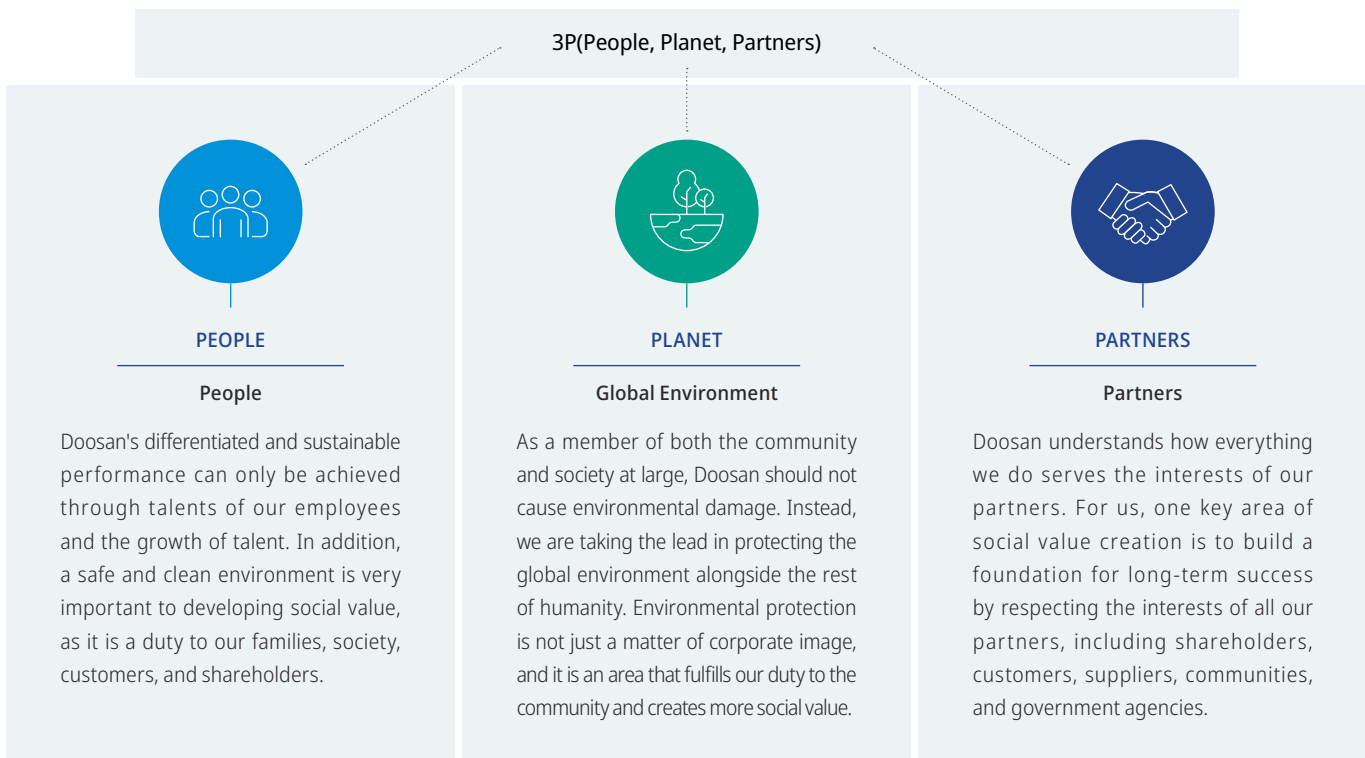 3P(People, Planet, Partners)
PEOPLE
People
Doosan's differentiated and sustainable
performance can only be achieved
through talents of our employees
and the growth of talent. In addition,
a safe and clean environment is very
important to developing social value,
as it is a duty to our families, society,
customers, and shareholders.
PLANET
Global Environment
As a member of both the community
and society at large, Doosan should not
cause environmental damage. Instead,
we are taking the lead in protecting the
global environment alongside the rest
of humanity. Environmental protection
is not just a matter of corporate image,
and it is an area that fulfills our duty to the
community and creates more social value.
PARTNERS
Partners
Doosan understands how everything
we do serves the interests of our
partners. For us, one key area of
social value creation is to build a
foundation for long-term success
by respecting the interests of all our
partners, including shareholders,
customers, suppliers, communities,
and government agencies.